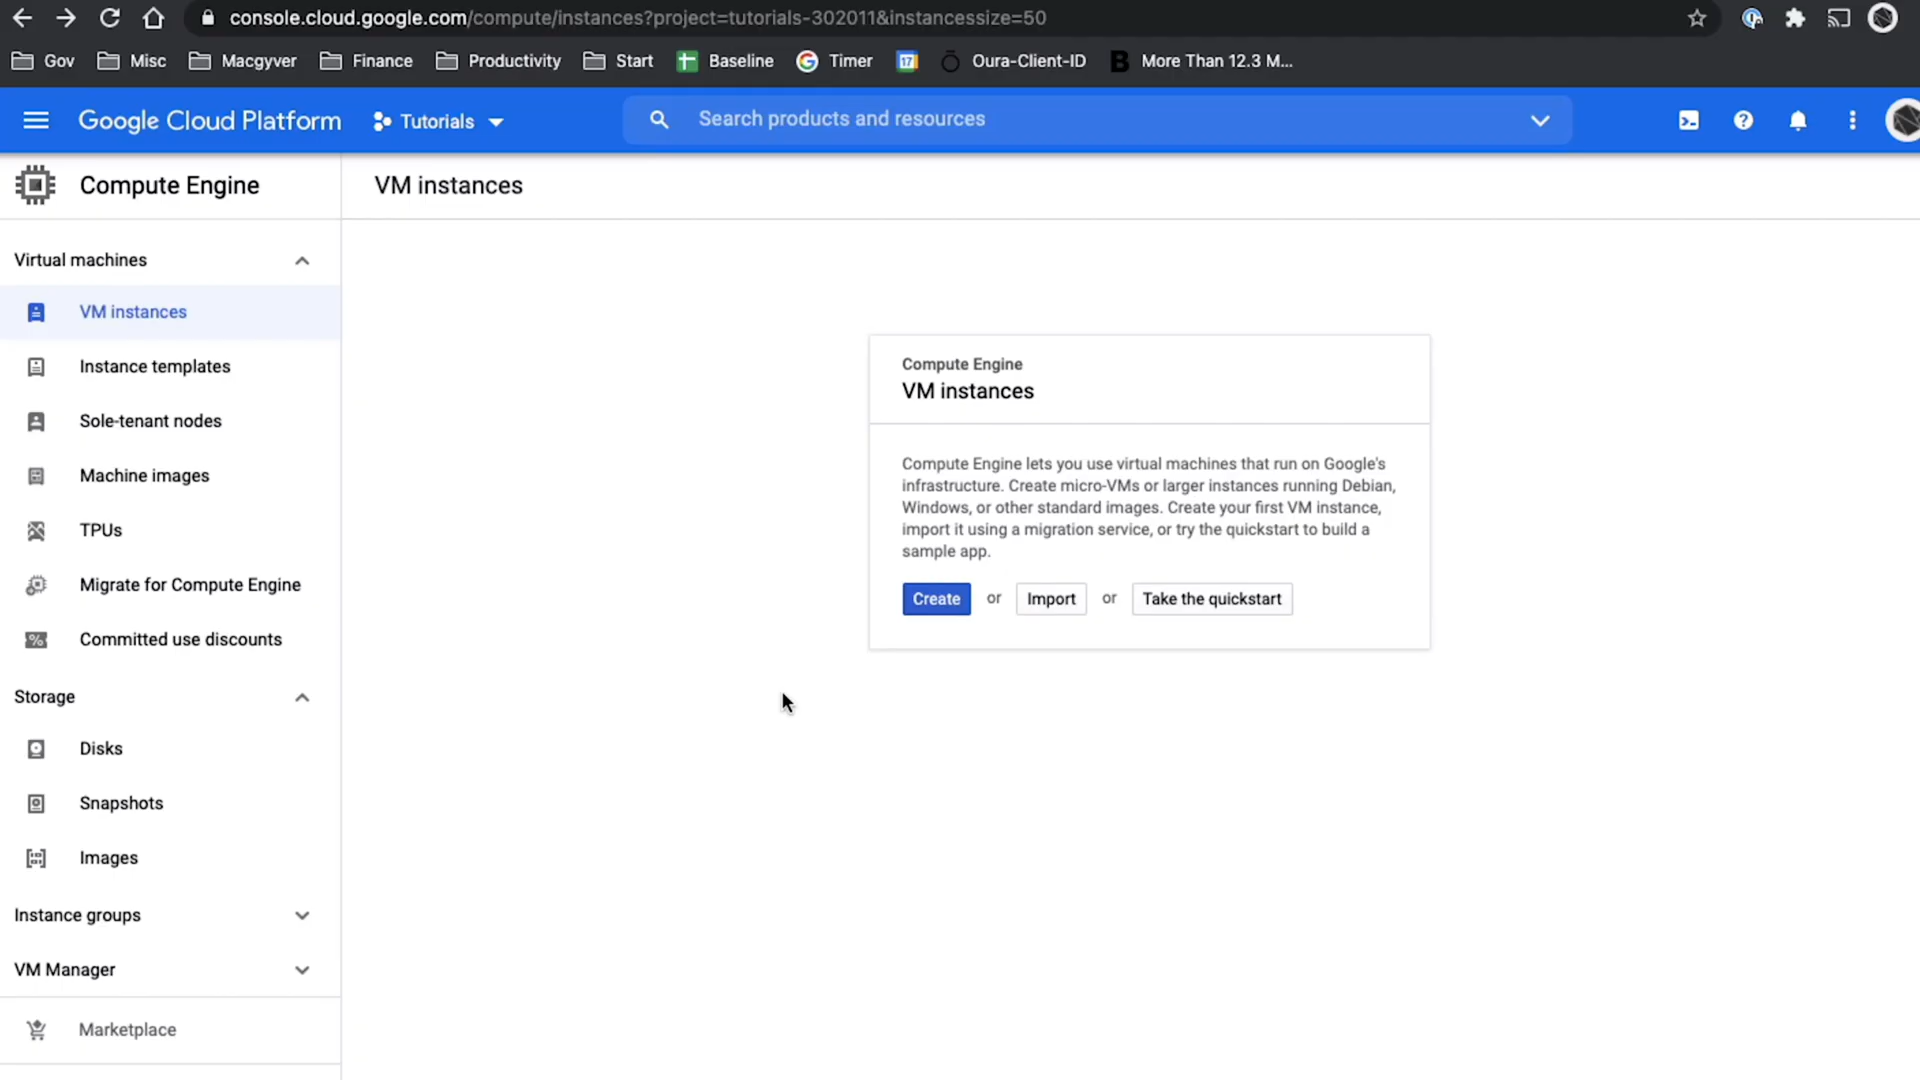 console.cloud.google.com/compute/instances?project=tutorials-302011&instancessize=50
Gov Misc Macgyver Finance Productivity Start Baseline Timer 17 Oura-Client-ID B More Than 12.3 M...
Google Cloud Platform Tutorials Search products and resources
Compute Engine VM instances
Virtual machines
VM instances
Instance templates
Sole-tenant nodes
Machine images
TPUs
Migrate for Compute Engine
Committed use discounts
Storage
Disks
Snapshots
Images
Instance groups
VM Manager
Marketplace
Compute Engine
VM instances
Compute Engine lets you use virtual machines that run on Google's
infrastructure. Create micro-VMs or larger instances running Debian,
Windows, or other standard images. Create your first VM instance,
import it using a migration service, or try the quickstart to build a
sample app.
Create or Import or Take the quickstart